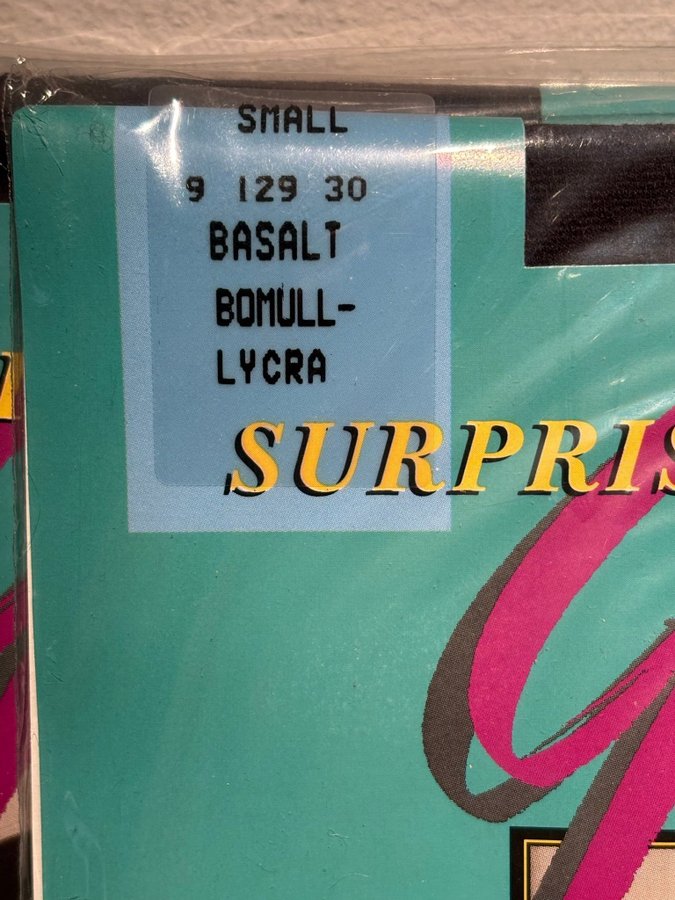 SMALL
9 129 30
BASALT
BOMULL-
LYCRA
SURPRIS